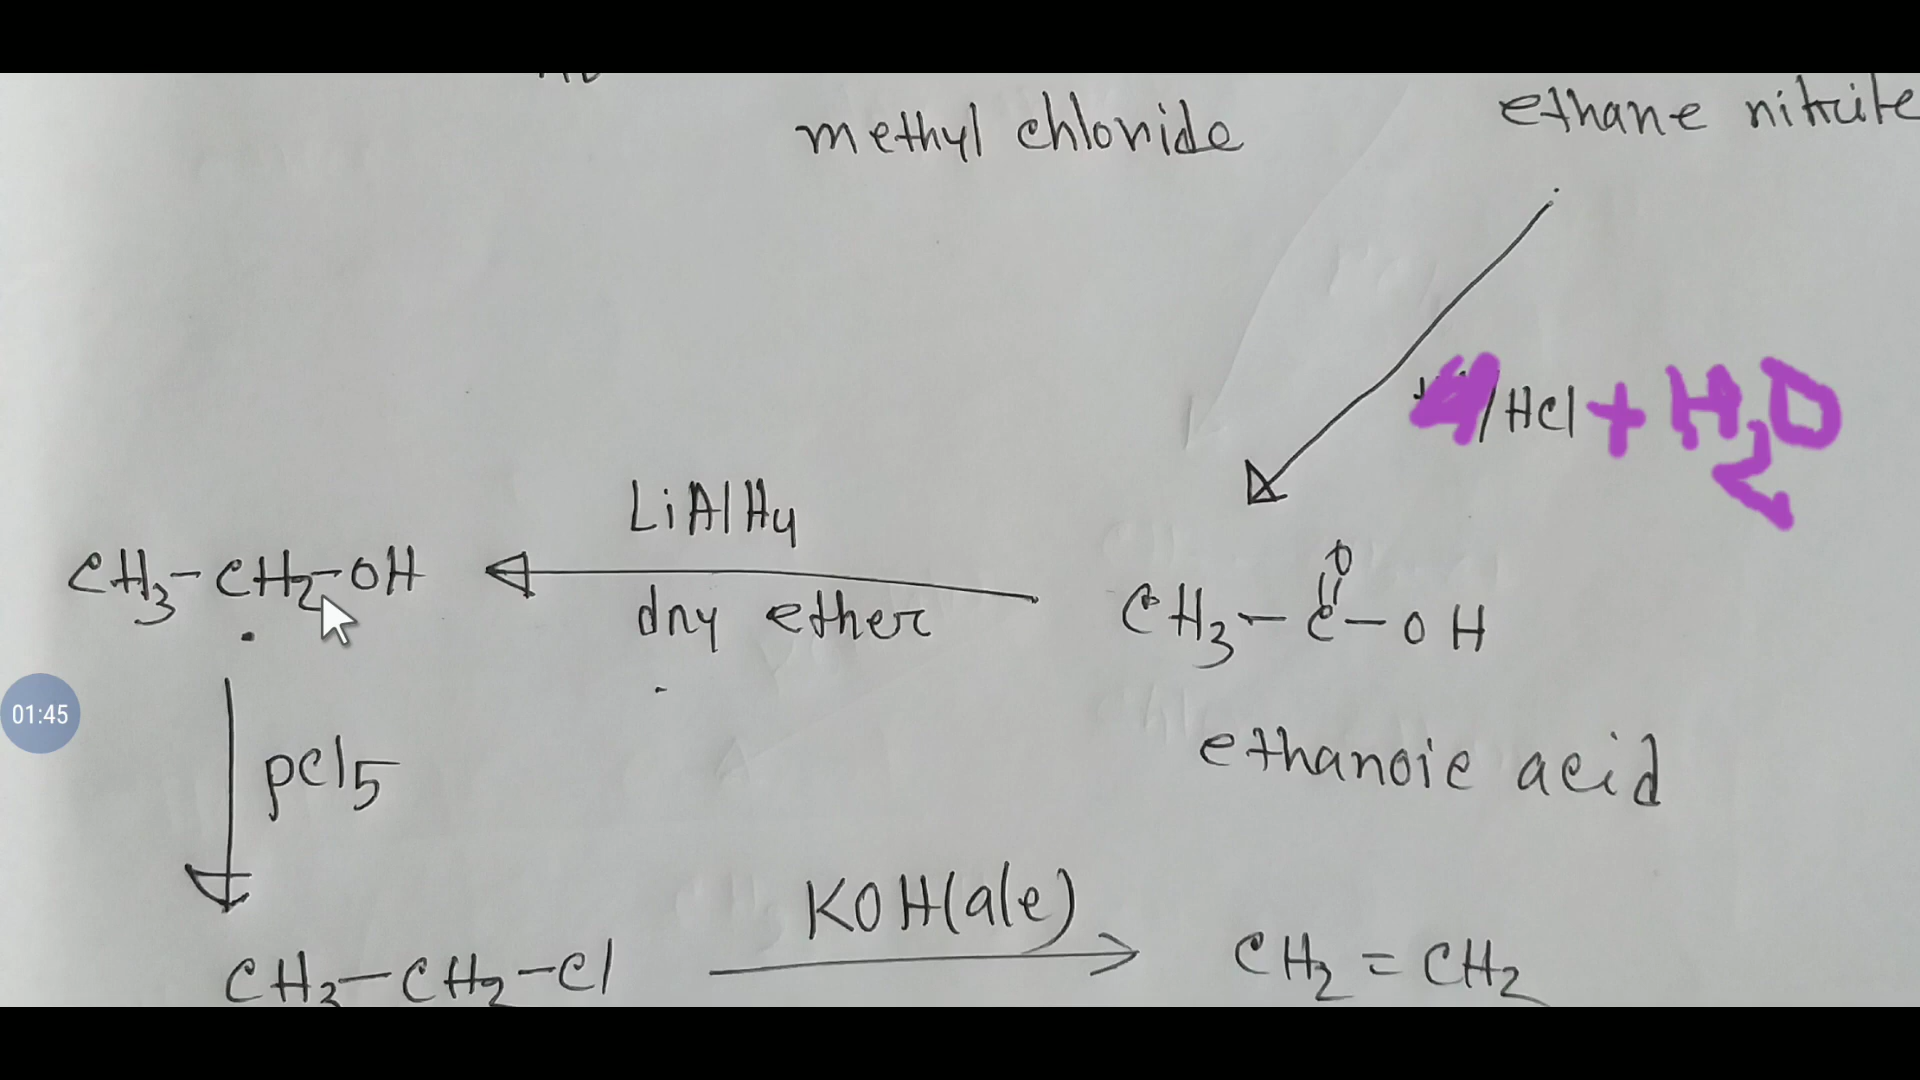 methyl chloride
ethane nitrite
/HCl + H2O
LiAlH4
CH3-CH2-OH
dry ether
CH3-C-OH
O
01:45
pcl5
ethanoic acid
KOH(alc)
CH3-CH2-Cl
CH2=CH2